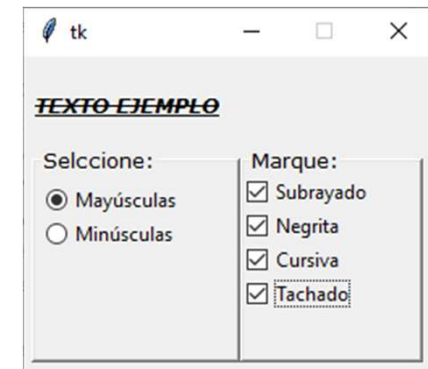 tk
TEXTO EJEMPLO
Selccione:
Mayúsculas
Minúsculas
Marque:
Subrayado
Negrita
Cursiva
Tachado